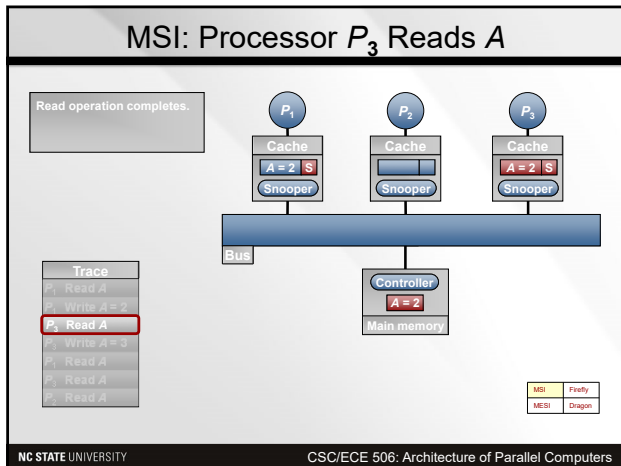 MSI: Processor P3 Reads A
Read operation completes.
P1
P2
P3
Cache
Cache
Cache
A = 2 S
A = 2 S
Snooper
Snooper
Snooper
Bus
Trace
P1 Read A
P1 Write A = 2
P3 Read A
P3 Write A = 3
P1 Read A
P3 Read A
P2 Read A
Controller
A = 2
Main memory
MSI Firefly
MESI Dragon
NC STATE UNIVERSITY
CSC/ECE 506: Architecture of Parallel Computers